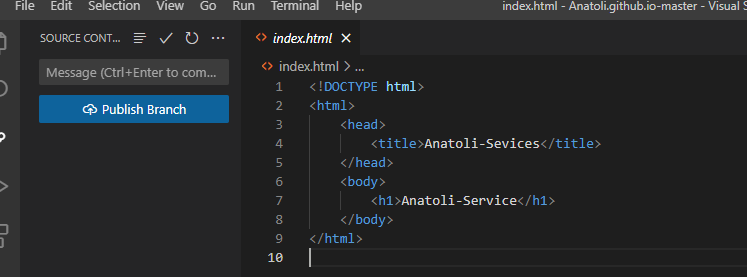 File Edit Selection View Go Run Terminal Help
index.html - Anatoli.github.io-master - Visual S
SOURCE CONT... ...
index.html ×
Message (Ctrl+Enter to com...
index.html > ...
Publish Branch
1 <!DOCTYPE html>
2 <html>
3 <head>
4 <title>Anatoli-Sevices</title>
5 </head>
6 <body>
7 <h1>Anatoli-Service</h1>
8 </body>
9 </html>
10